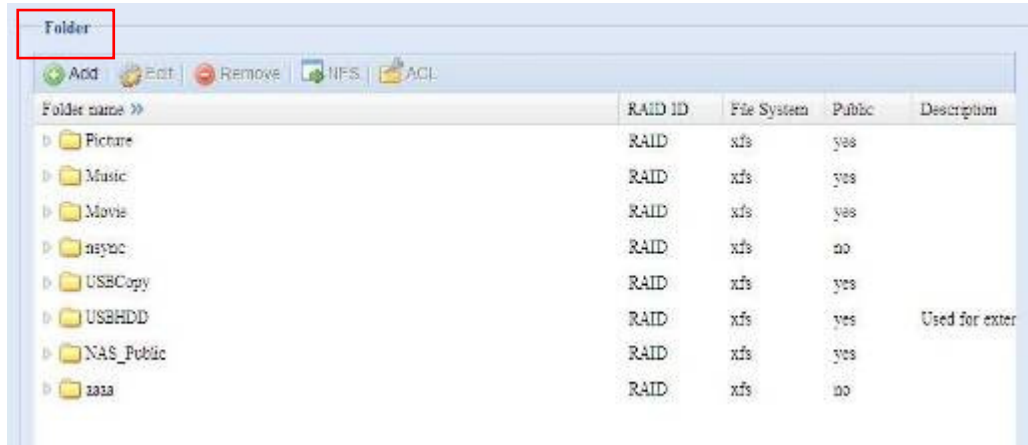 Folder
Add Edit Remove NFS ACL
Folder name RAID ID File System Public Description
Picture RAID xfs yes
Music RAID xfs yes
Movie RAID xfs yes
nsync RAID xfs no
USBCopy RAID xfs yes
USBHDD RAID xfs yes Used for exter
NAS_Public RAID xfs yes
RAID xfs no